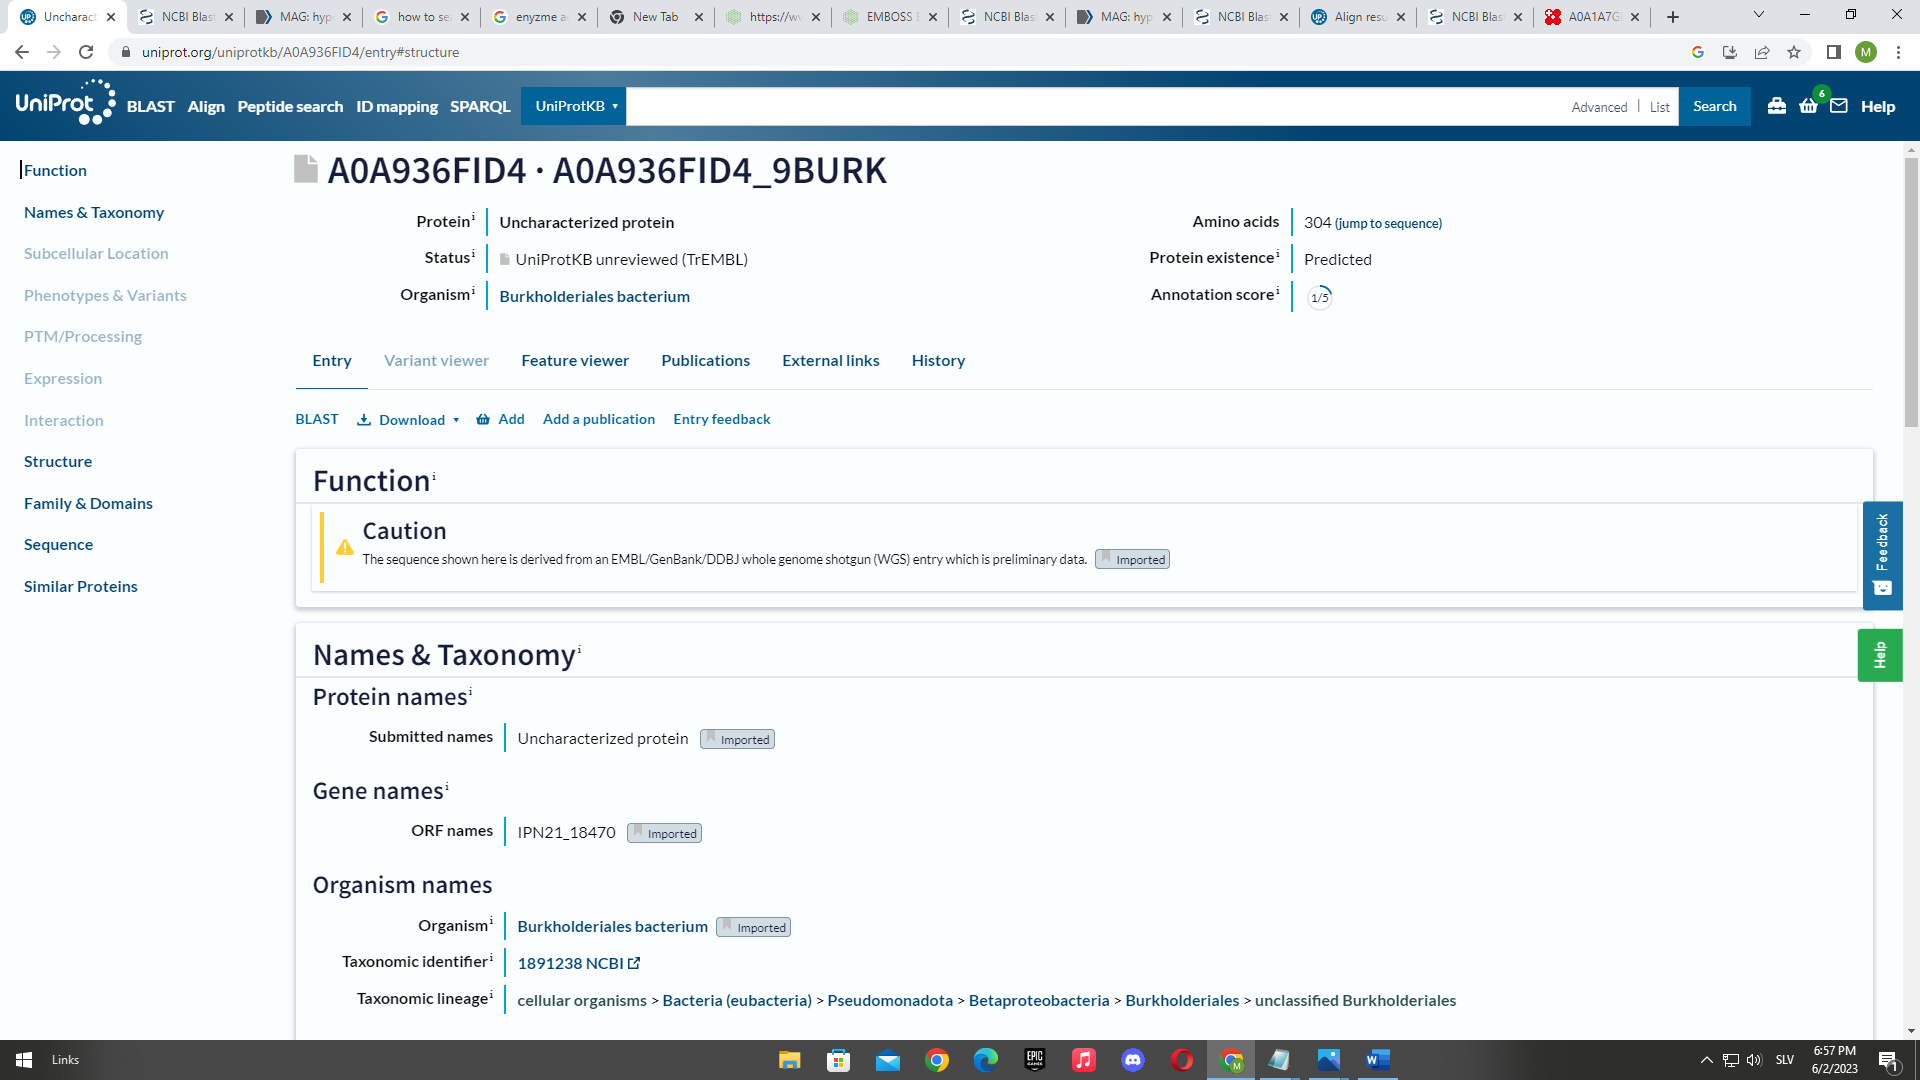 Uncharact
NCBI Blast
MAG: hyp
how to se
enyzme a
New Tab
https://w
EMBOSS
NCBI Blas
MAG: hyp
NCBI Blast
Align resu
NCBI Blas
A0A1A7G
uniprot.org/uniprotkb/A0A936FID4/entry#structure
M
UniProt
BLAST Align Peptide search ID mapping SPARQL
UniProtKB
Advanced | List
Search
6
Help
Function
Names & Taxonomy
Subcellular Location
Phenotypes & Variants
PTM/Processing
Expression
Interaction
Structure
Family & Domains
Sequence
Similar Proteins
A0A936FID4 · A0A936FID4_9BURK
Protein i Uncharacterized protein
Amino acids 304 (jump to sequence)
Status i UniProtKB unreviewed (TrEMBL)
Protein existence i Predicted
Organism i Burkholderiales bacterium
Annotation score i 1/5
Entry Variant viewer Feature viewer Publications External links History
BLAST Download Add Add a publication Entry feedback
Function i
Caution
The sequence shown here is derived from an EMBL/GenBank/DDBJ whole genome shotgun (WGS) entry which is preliminary data. Imported
Names & Taxonomy i
Protein names i
Submitted names Uncharacterized protein Imported
Gene names i
ORF names IPN21_18470 Imported
Organism names
Organism i Burkholderiales bacterium Imported
Taxonomic identifier i 1891238 NCBI
Taxonomic lineage i cellular organisms > Bacteria (eubacteria) > Pseudomonadota > Betaproteobacteria > Burkholderiales > unclassified Burkholderiales
Feedback
Help
Links
EPIC GAMES
M
SLV
6:57 PM
6/2/2023
1